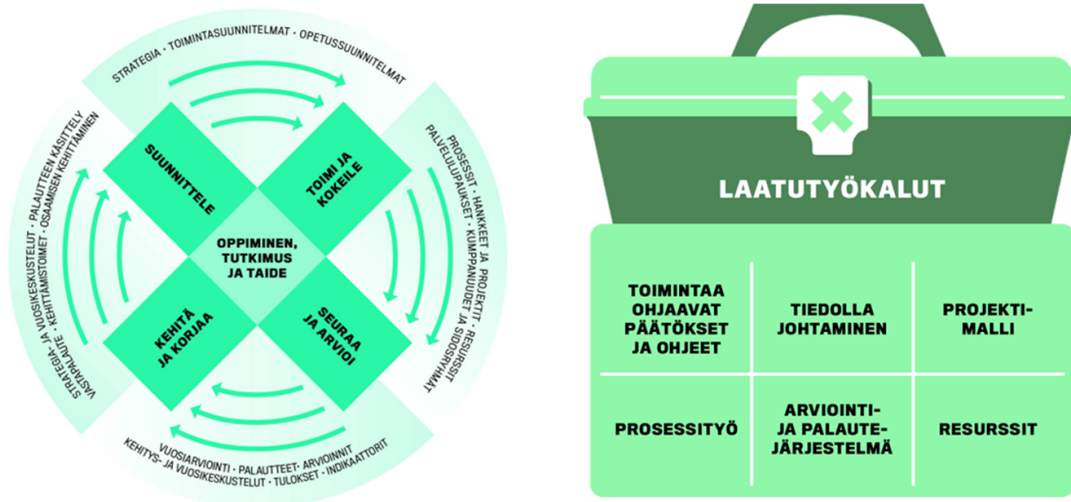 STRATEGIA · TOIMINTASUUNNITELMAT · OPETUSSUUNNITELMAT
SUUNNITTELE
TOIMI JA
KOKEILE
PROSESSIT · HANKKEET JA PROJEKTIT · RESURSSIT
PALVELULUPAUKSET · KUMPPANUUDET JA SIDOSRYHMÄT
OPPIMINEN,
TUTKIMUS
JA TAIDE
SEURAA
JA ARVIOI
VUOSIARVIOINTI · PALAUTTEET· ARVIOINNIT
KEHITYS- JA VUOSIKESKUSTELUT · TULOKSET · INDIKAATTORIT
KEHITÄ
JA KORJAA
STRATEGIA- JA VUOSIKESKUSTELUT · PALAUTTEEN KÄSITTELY
VASTAPALAUTE · KEHITTÄMISTOIMET · OSAAMISEN KEHITTÄMINEN
LAATUTYÖKALUT
TOIMINTAA
OHJAAVAT
PÄÄTÖKSET
JA OHJEET
TIEDOLLA
JOHTAMINEN
PROJEKTI-
MALLI
PROSESSITYÖ
ARVIOINTI-
JA PALAUTE-
JÄRJESTELMÄ
RESURSSIT